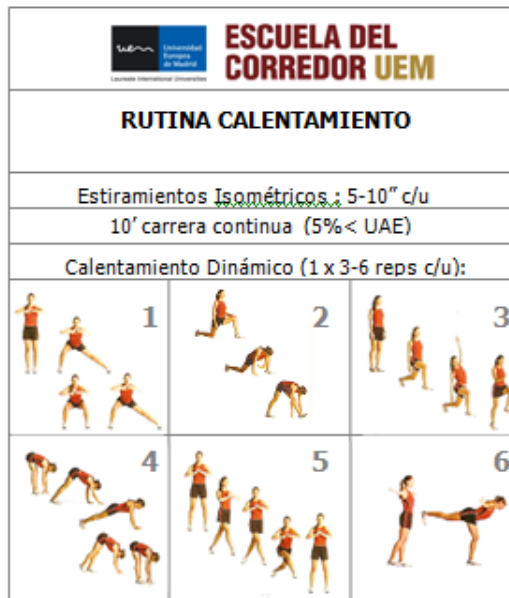 uem
Universidad
Europea
de Madrid
Laureate International Universities
ESCUELA DEL
CORREDOR UEM
RUTINA CALENTAMIENTO
Estiramientos Isométricos : 5-10” c/u
10’ carrera continua (5%< UAE)
Calentamiento Dinámico (1 x 3-6 reps c/u):
1
2
3
4
5
6